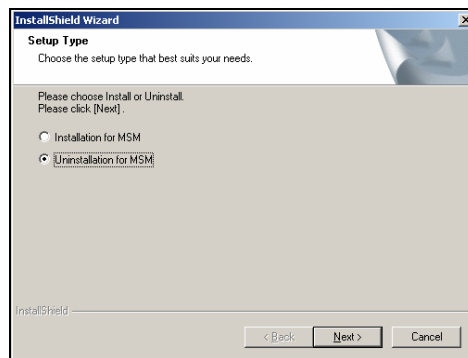 InstallShield Wizard
Setup Type
Choose the setup type that best suits your needs.
Please choose Install or Uninstall.
Please click [Next] .
Installation for MSM
Uninstallation for MSM
InstallShield
< Back
Next >
Cancel